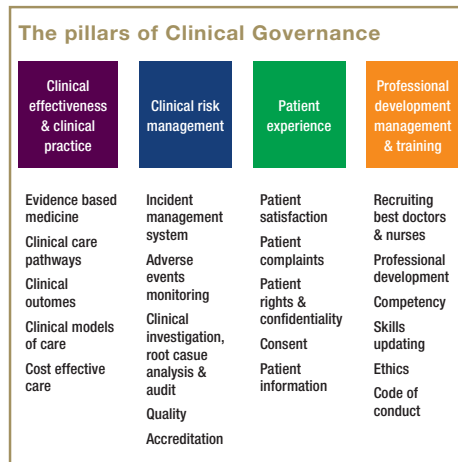 The pillars of Clinical Governance
Clinical
effectiveness
& clinical
practice
Clinical risk
management
Patient
experience
Professional
development
management
& training
Evidence based
medicine
Clinical care
pathways
Clinical
outomes
Clinical models
of care
Cost effective
care
Incident
management
system
Adverse
events
monitoring
Clinical
investigation,
root casue
analysis &
audit
Quality
Accreditation
Patient
satisfaction
Patient
complaints
Patient
rights &
confidentiality
Consent
Patient
information
Recruiting
best doctors
& nurses
Professional
development
Competency
Skills
updating
Ethics
Code of
conduct